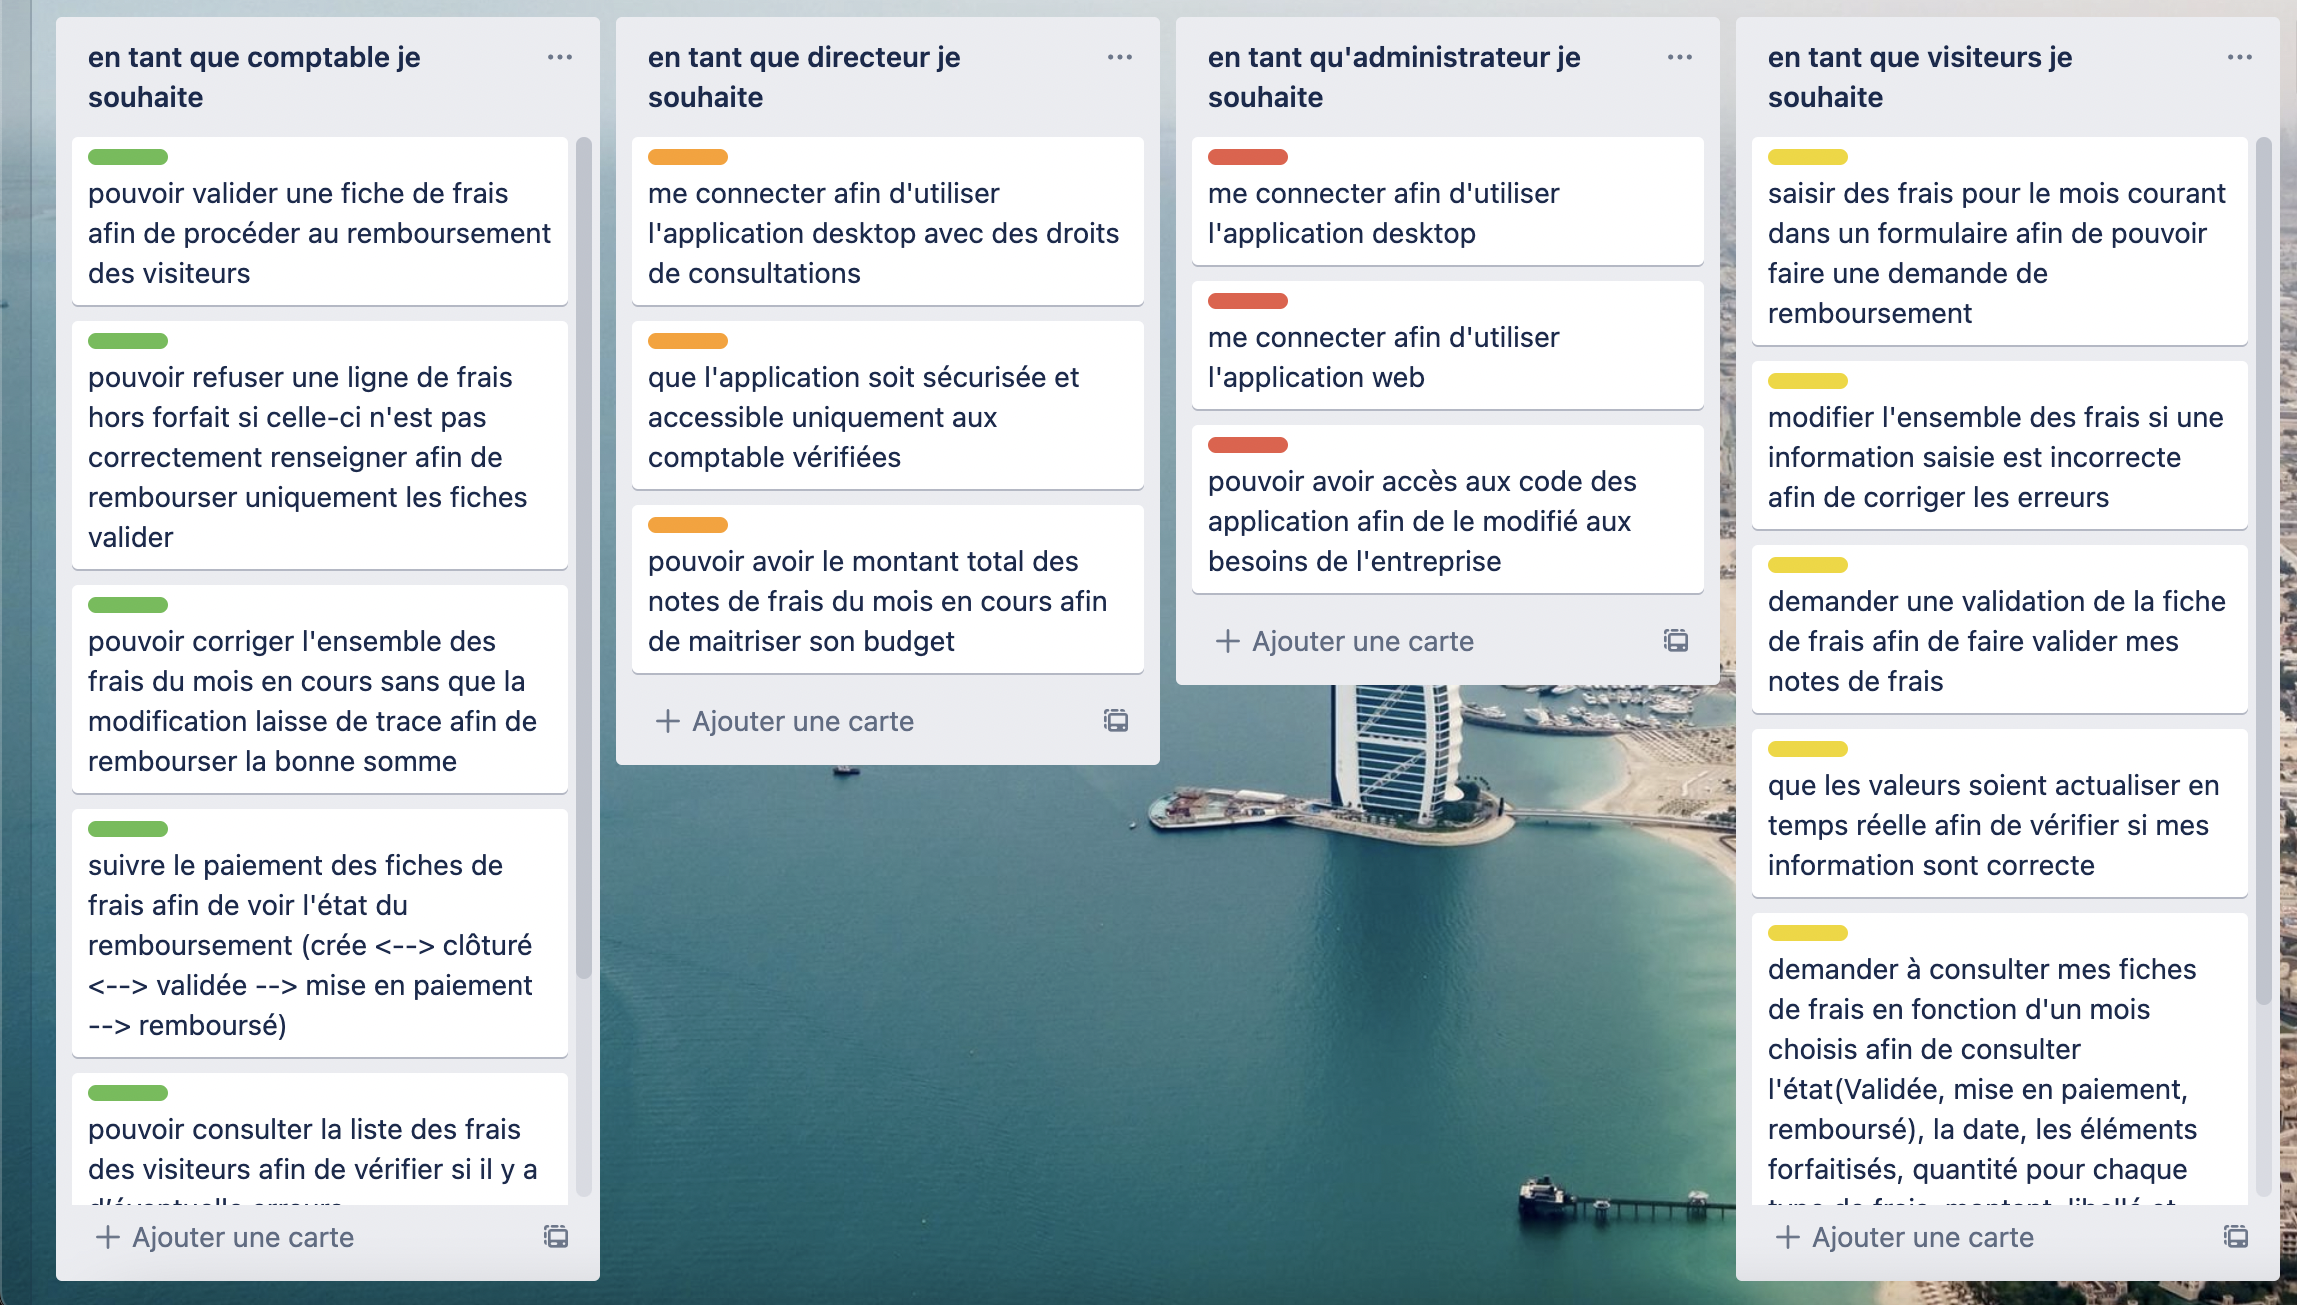 en tant que comptable je
souhaite
pouvoir valider une fiche de frais
afin de procéder au remboursement
des visiteurs
pouvoir refuser une ligne de frais
hors forfait si celle-ci n'est pas
correctement renseigner afin de
rembourser uniquement les fiches
valider
pouvoir corriger l'ensemble des
frais du mois en cours sans que la
modification laisse de trace afin de
rembourser la bonne somme
suivre le paiement des fiches de
frais afin de voir l'état du
remboursement (crée <--> clôturé
<--> validée --> mise en paiement
--> remboursé)
pouvoir consulter la liste des frais
des visiteurs afin de vérifier si il y a
d'éventuelle erreurs
Ajouter une carte
en tant que directeur je
souhaite
me connecter afin d'utiliser
l'application desktop avec des droits
de consultations
que l'application soit sécurisée et
accessible uniquement aux
comptable vérifiées
pouvoir avoir le montant total des
notes de frais du mois en cours afin
de maitriser son budget
Ajouter une carte
en tant qu'administrateur je
souhaite
me connecter afin d'utiliser
l'application desktop
me connecter afin d'utiliser
l'application web
pouvoir avoir accès aux code des
application afin de le modifié aux
besoins de l'entreprise
Ajouter une carte
en tant que visiteurs je
souhaite
saisir des frais pour le mois courant
dans un formulaire afin de pouvoir
faire une demande de
remboursement
modifier l'ensemble des frais si une
information saisie est incorrecte
afin de corriger les erreurs
demander une validation de la fiche
de frais afin de faire valider mes
notes de frais
que les valeurs soient actualiser en
temps réelle afin de vérifier si mes
information sont correcte
demander à consulter mes fiches
de frais en fonction d'un mois
choisis afin de consulter
l'état(Validée, mise en paiement,
remboursé), la date, les éléments
forfaitisés, quantité pour chaque
type de frais, montant, libellé et
Ajouter une carte